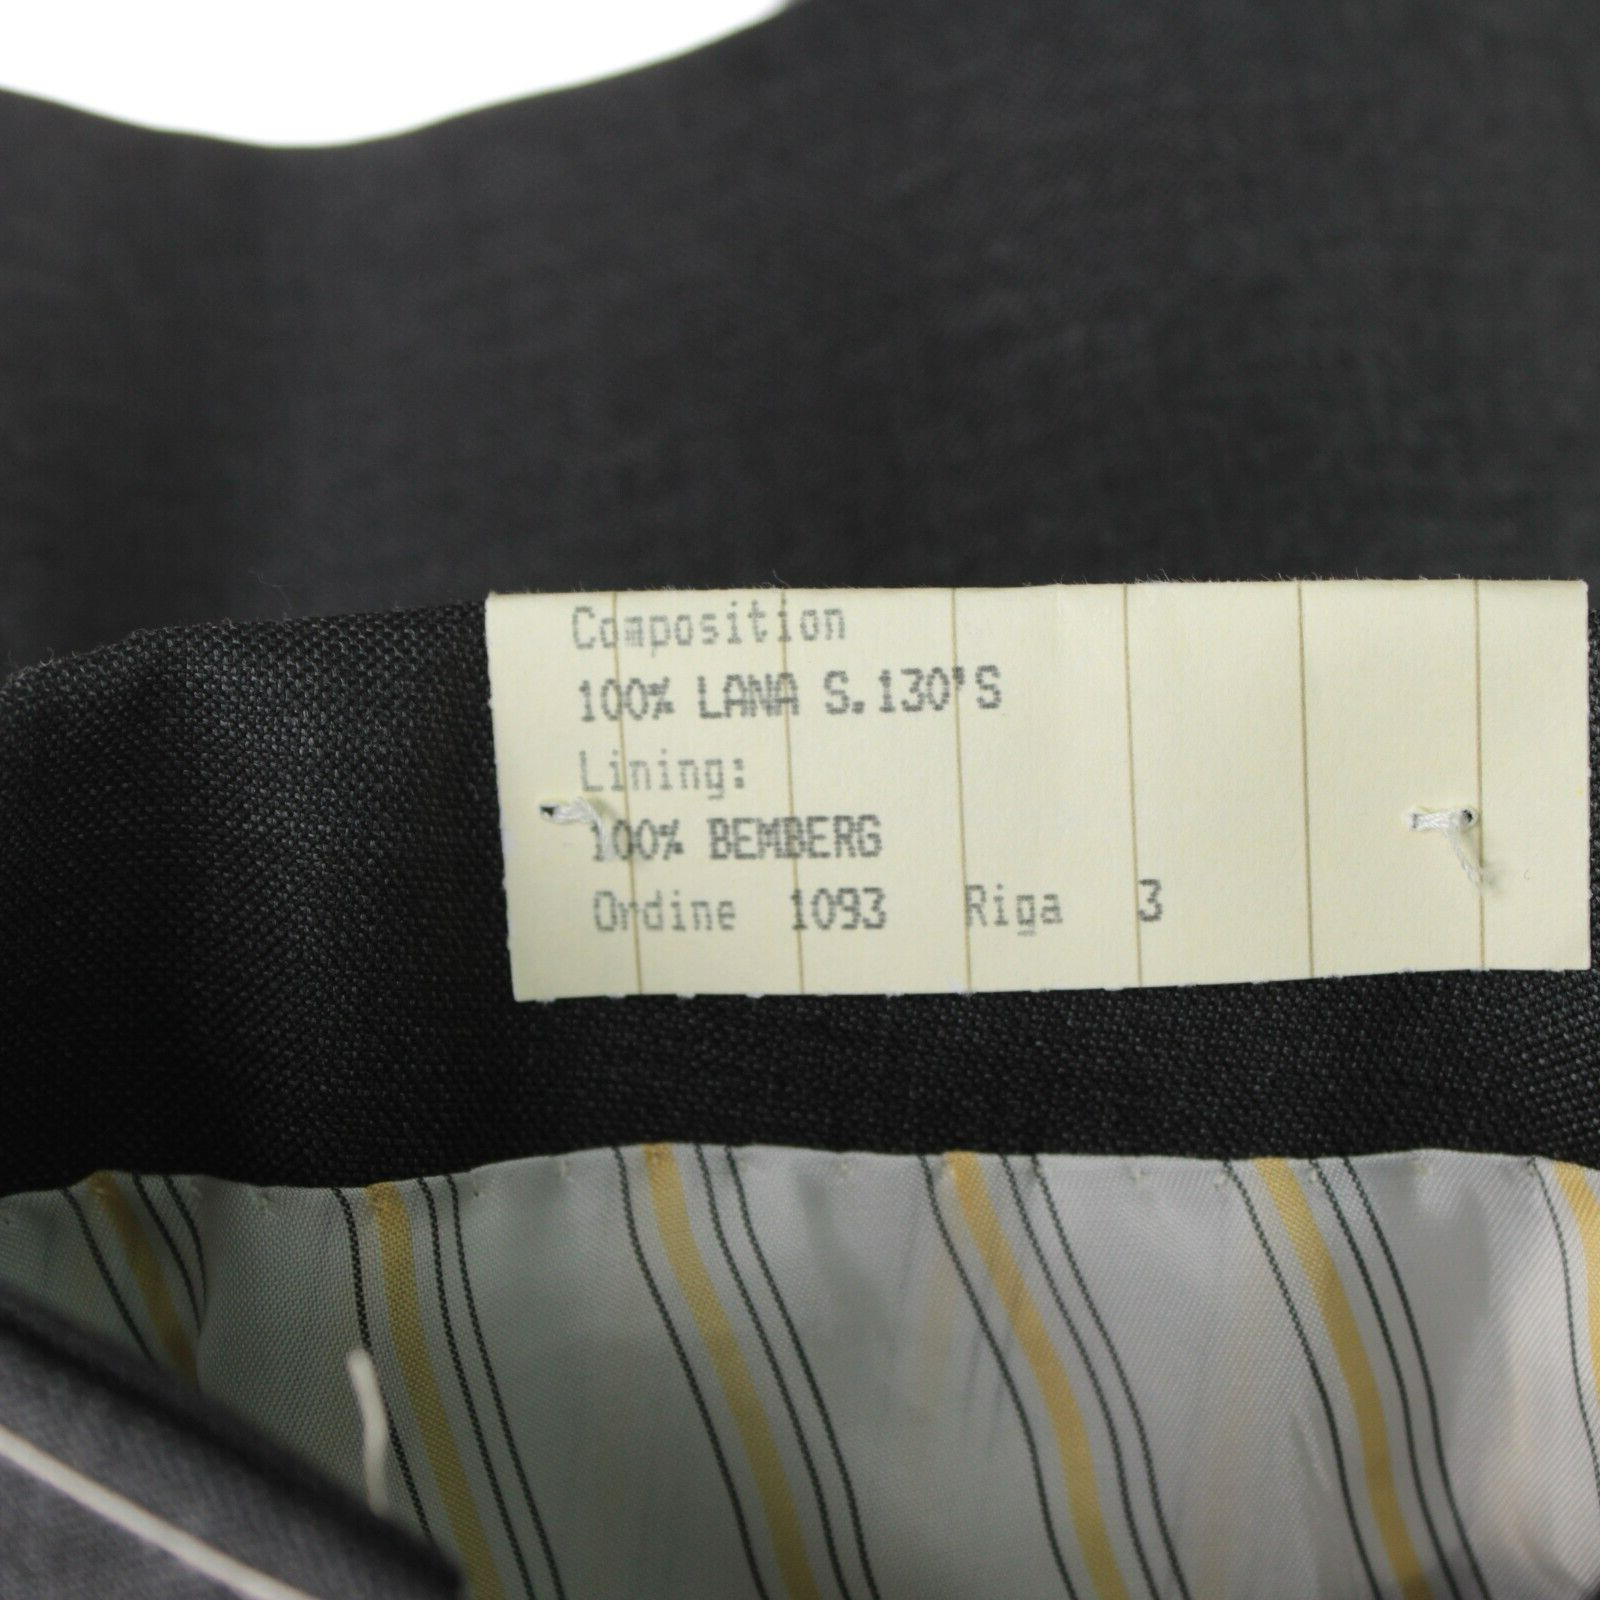 Composition
100% LANA S.130'S
Lining:
100% BEMBERG
Ordine 1093 Riga 3